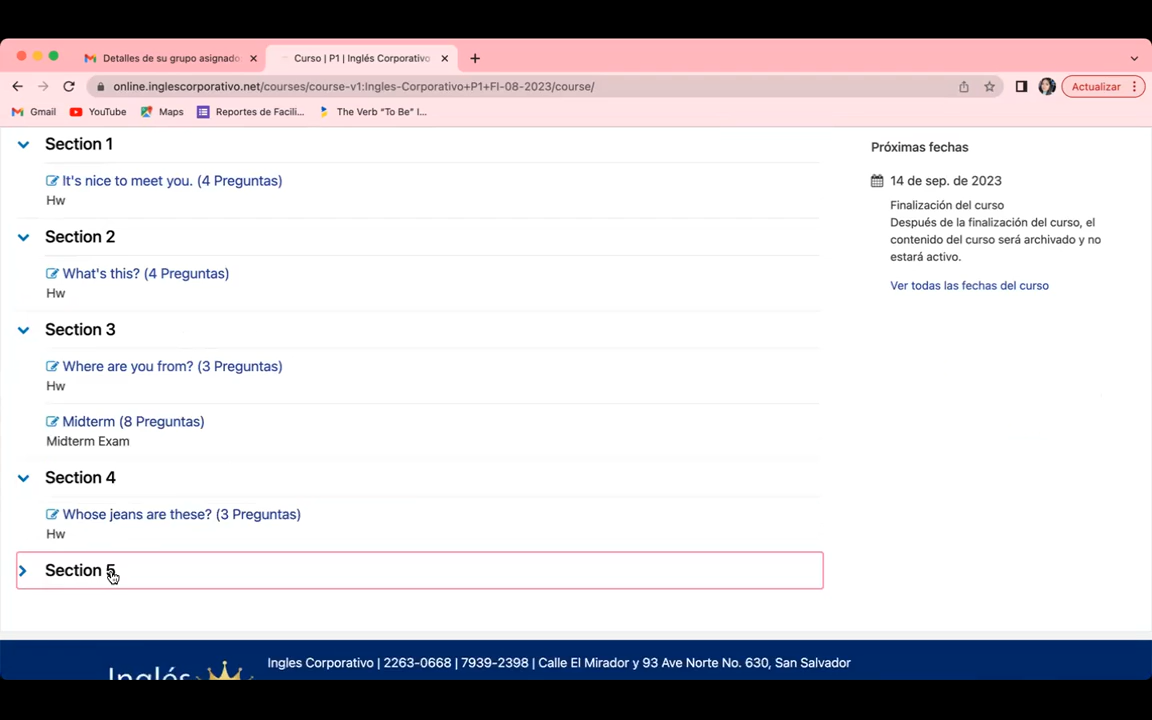 Detalles de su grupo asignado
Curso | P1 | Inglés Corporativo
online.inglescorporativo.net/courses/course-v1:Ingles-Corporativo+P1+FI-08-2023/course/
Actualizar
Gmail
YouTube
Maps
Reportes de Facili...
The Verb "To Be" I...
Section 1
It's nice to meet you. (4 Preguntas)
Hw
Section 2
What's this? (4 Preguntas)
Hw
Section 3
Where are you from? (3 Preguntas)
Hw
Midterm (8 Preguntas)
Midterm Exam
Section 4
Whose jeans are these? (3 Preguntas)
Hw
Section 5
Próximas fechas
14 de sep. de 2023
Finalización del curso
Después de la finalización del curso, el
contenido del curso será archivado y no
estará activo.
Ver todas las fechas del curso
Inglés
Ingles Corporativo | 2263-0668 | 7939-2398 | Calle El Mirador y 93 Ave Norte No. 630, San Salvador